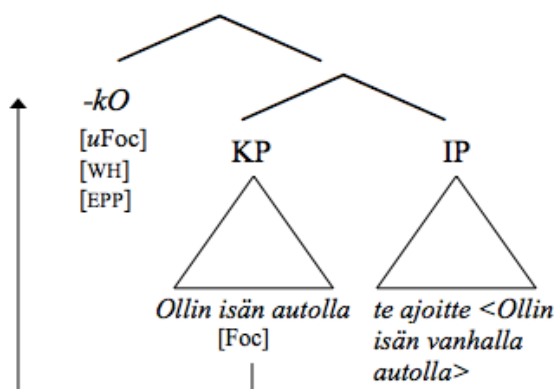 -kO
[uFoc]
[WH]
[EPP]
KP
IP
Ollin isän autolla
[Foc]
te ajoitte <Ollin
isän vanhalla
autolla>